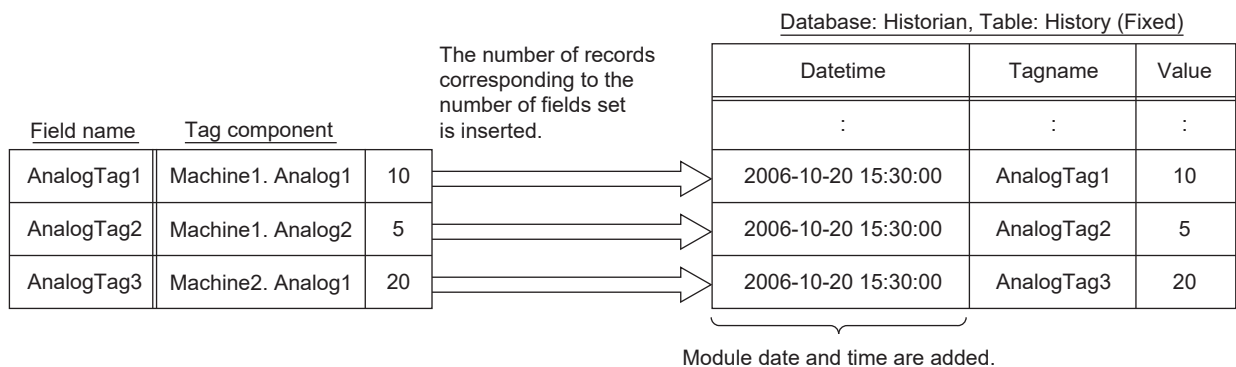 Database: Historian, Table: History (Fixed)
The number of records
corresponding to the
number of fields set
is inserted.
Datetime Tagname Value
: : :
Field name Tag component
AnalogTag1 Machine1. Analog1 10 2006-10-20 15:30:00 AnalogTag1 10
AnalogTag2 Machine1. Analog2 5 2006-10-20 15:30:00 AnalogTag2 5
AnalogTag3 Machine2. Analog1 20 2006-10-20 15:30:00 AnalogTag3 20
Module date and time are added.